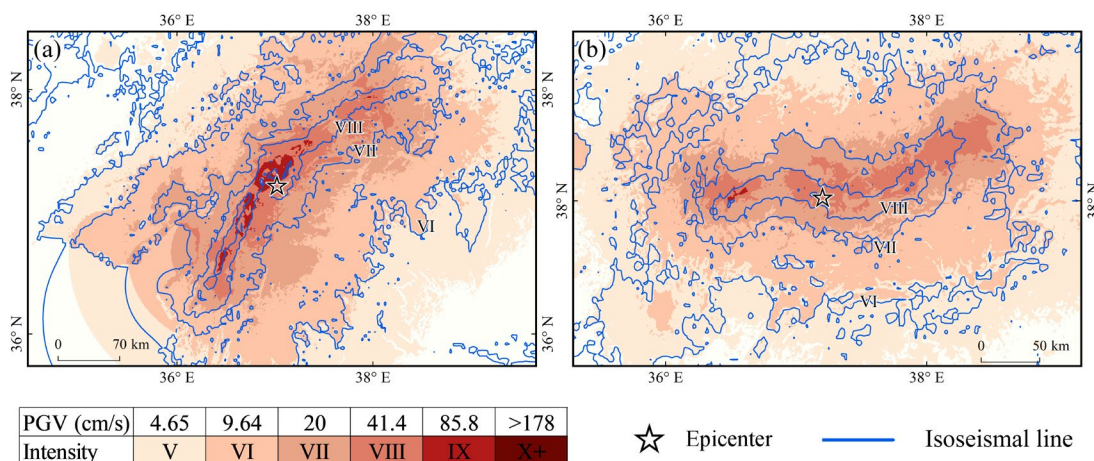 36° E 38° E
(a)
38° N
VIII
VII
VI
36° N
0 70 km
36° E 38° E
36° E 38° E
(b)
38° N
38° N
VIII
VII
VI
36° N
0 50 km
36° E 38° E
PGV (cm/s) 4.65 9.64 20 41.4 85.8 >178
Intensity V VI VII VIII IX X+
Epicenter
Isoseismal line